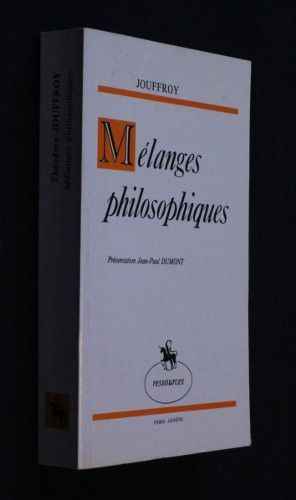 JOUFFROY
Mélanges
philosophiques
Présentation Jean-Paul DUMONT
ressources
PARIS - GENÈVE
Théodore JOUFFROY
Mélanges philosophiques